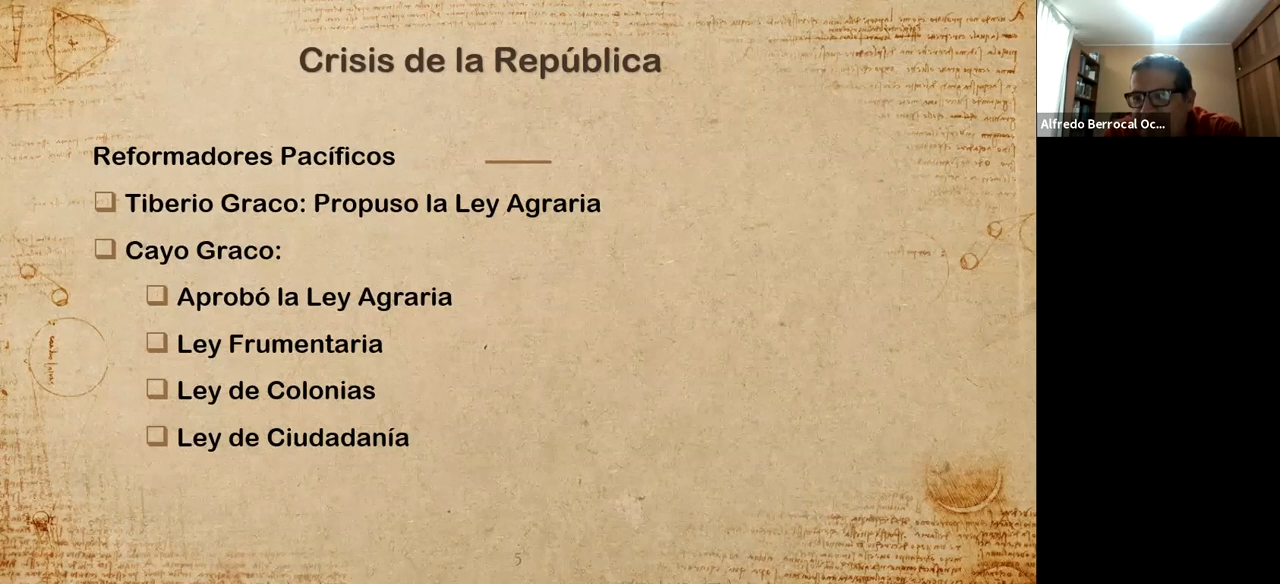 Crisis de la República
Reformadores Pacíficos
Tiberio Graco: Propuso la Ley Agraria
Cayo Graco:
Aprobó la Ley Agraria
Ley Frumentaria
Ley de Colonias
Ley de Ciudadanía
5
Alfredo Berrocal Oc...